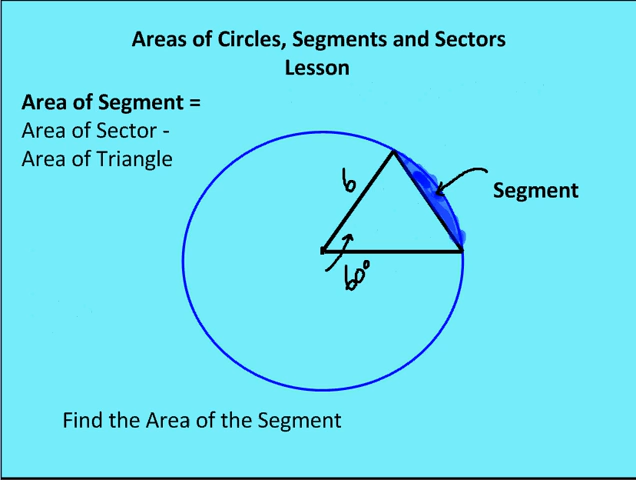 Areas of Circles, Segments and Sectors
Lesson
Area of Segment =
Area of Sector -
Area of Triangle
6
Segment
60°
Find the Area of the Segment